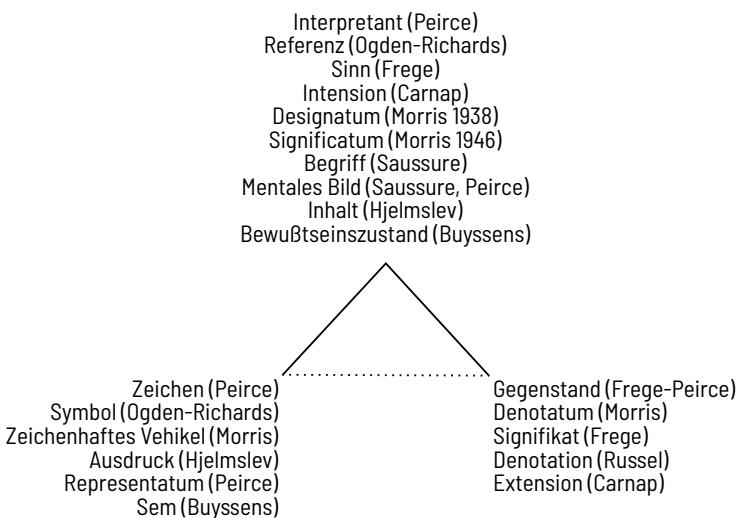 Interpretant (Peirce)
Referenz (Ogden-Richards)
Sinn (Frege)
Intension (Carnap)
Designatum (Morris 1938)
Significatum (Morris 1946)
Begriff (Saussure)
Mentales Bild (Saussure, Peirce)
Inhalt (Hjelmslev)
Bewußtseinszustand (Buyssens)
Zeichen (Peirce)
Symbol (Ogden-Richards)
Zeichenhaftes Vehikel (Morris)
Ausdruck (Hjelmslev)
Representatum (Peirce)
Sem (Buyssens)
Gegenstand (Frege-Peirce)
Denotatum (Morris)
Signifikat (Frege)
Denotation (Russel)
Extension (Carnap)